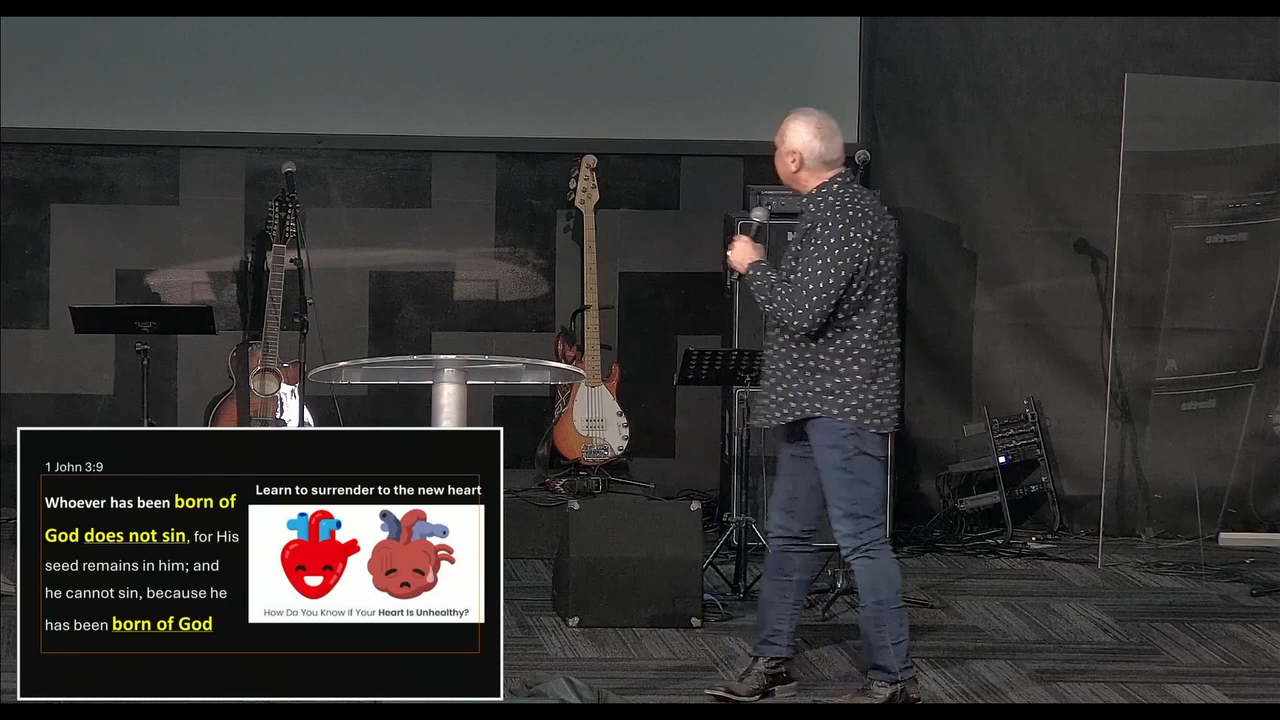 1 John 3:9
Whoever has been born of
God does not sin, for His
seed remains in him; and
he cannot sin, because he
has been born of God
Learn to surrender to the new heart
How Do You Know If Your Heart Is Unhealthy?
Hartke